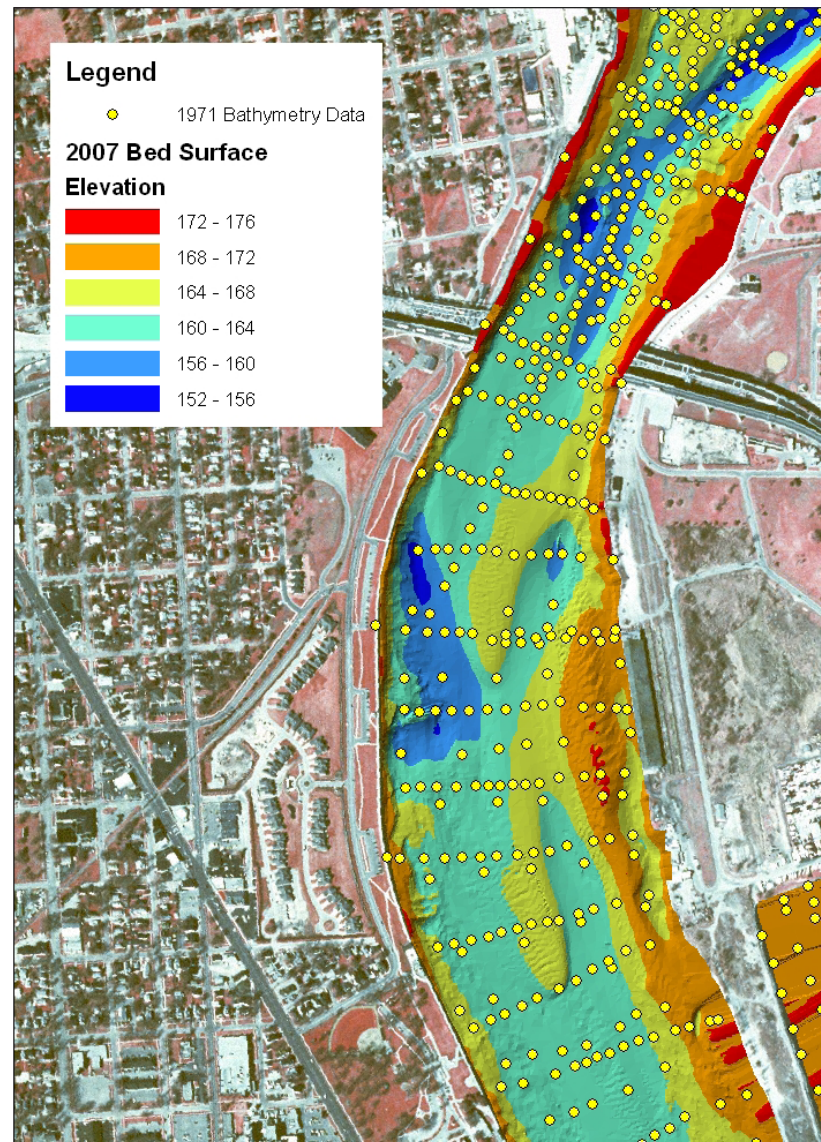 Legend
1971 Bathymetry Data
2007 Bed Surface
Elevation
172 - 176
168 - 172
164 - 168
160 - 164
156 - 160
152 - 156